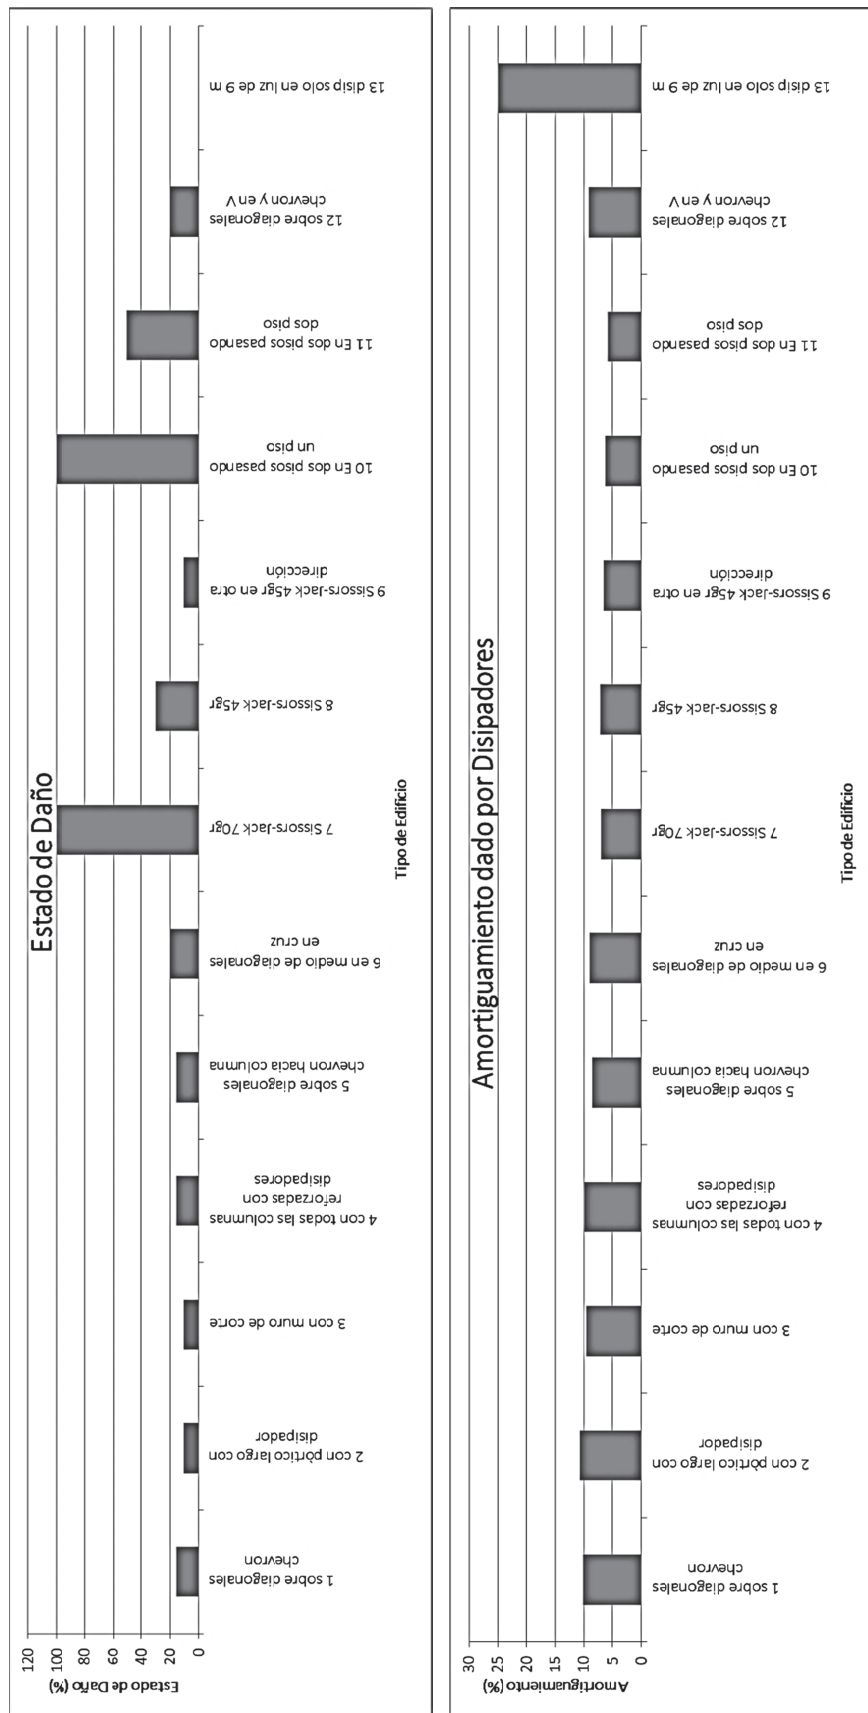 Estado de Daño
Estado de Daño (%)
120
100
80
60
40
20
0
1 sobre diagonales
chevron
2 con pòrtico largo con
disipador
3 con muro de corte
4 con todas las columnas
reforzadas con
disipadores
5 sobre diagonales
chevron hacia columna
6 en medio de diagonales
en cruz
7 Sissors-Jack 70gr
8 Sissors-Jack 45gr
9 Sissors-Jack 45gr en otra
dirección
10 En dos pisos pasando
un piso
11 En dos pisos pasando
dos piso
12 sobre diagonales
chevron y en V
13 disip solo en luz de 9 m
Tipo de Edificio
Amortiguamiento dado por Disipadores
Amortiguamiento (%)
30
25
20
15
10
5
0
1 sobre diagonales
chevron
2 con pòrtico largo con
disipador
3 con muro de corte
4 con todas las columnas
reforzadas con
disipadores
5 sobre diagonales
chevron hacia columna
6 en medio de diagonales
en cruz
7 Sissors-Jack 70gr
8 Sissors-Jack 45gr
9 Sissors-Jack 45gr en otra
dirección
10 En dos pisos pasando
un piso
11 En dos pisos pasando
dos piso
12 sobre diagonales
chevron y en V
13 disip solo en luz de 9 m
Tipo de Edificio